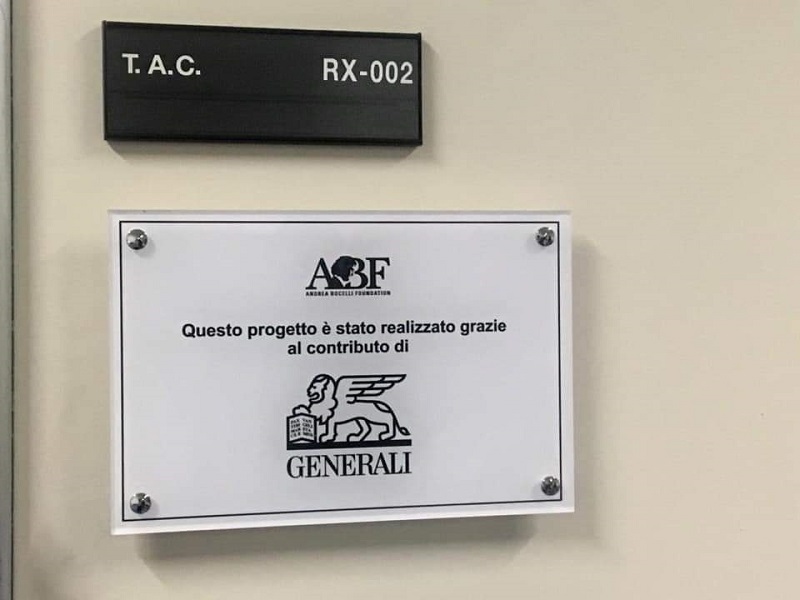 T. A.C. RX-002
ABF
ANDREA BOCELLI FOUNDATION
Questo progetto è stato realizzato grazie
al contributo di
GENERALI